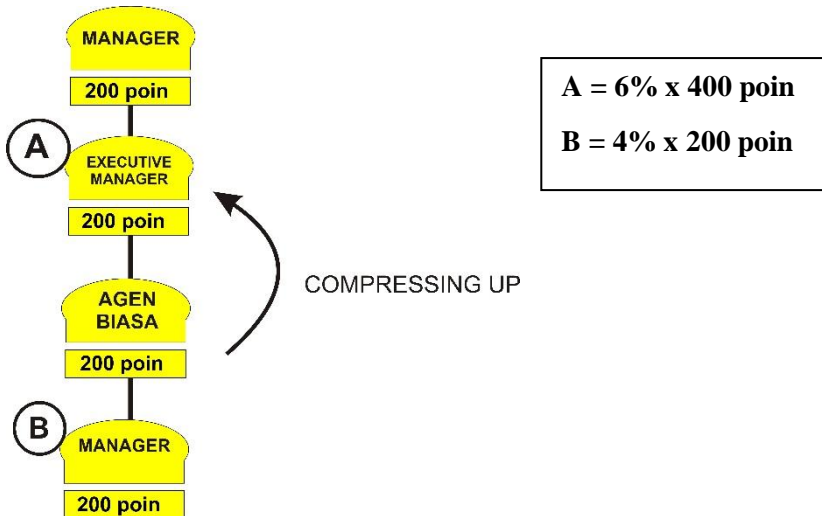 MANAGER
200 poin
A
EXECUTIVE
MANAGER
200 poin
AGEN
BIASA
200 poin
B
MANAGER
200 poin
COMPRESSING UP
A = 6% x 400 poin
B = 4% x 200 poin